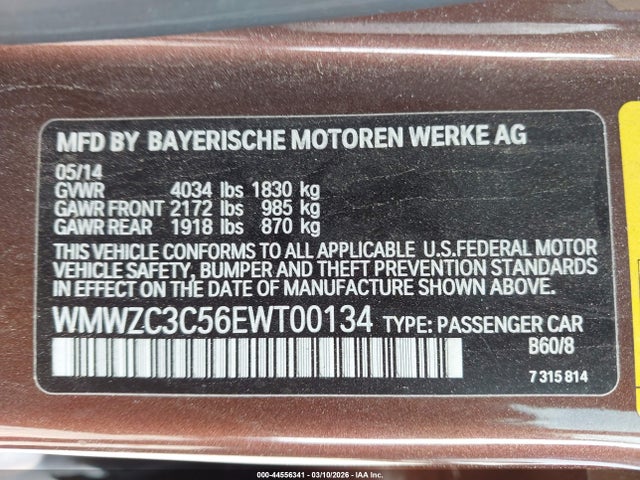 MFD BY BAYERISCHE MOTOREN WERKE AG
05/14
GVWR 4034 lbs 1830 kg
GAWR FRONT 2172 lbs 985 kg
GAWR REAR 1918 lbs 870 kg
THIS VEHICLE CONFORMS TO ALL APPLICABLE U.S.FEDERAL MOTOR
VEHICLE SAFETY, BUMPER AND THEFT PREVENTION STANDARDS
IN EFFECT ON THE DATE OF MANUFACTURE SHOWN ABOVE.
WMWZC3C56EWT00134 TYPE: PASSENGER CAR
B60/8
7 315 814
000-44556341 | 03/10/2026 - IAA Inc.